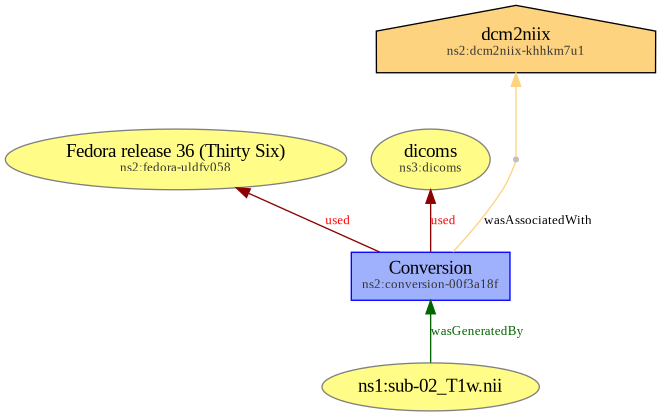 dcm2niix
ns2:dcm2niix-khhkm7u1
Fedora release 36 (Thirty Six)
ns2:fedora-uldfv058
dicoms
ns3:dicoms
used
used
wasAssociatedWith
Conversion
ns2:conversion-00f3a18f
wasGeneratedBy
ns1:sub-02_T1w.nii